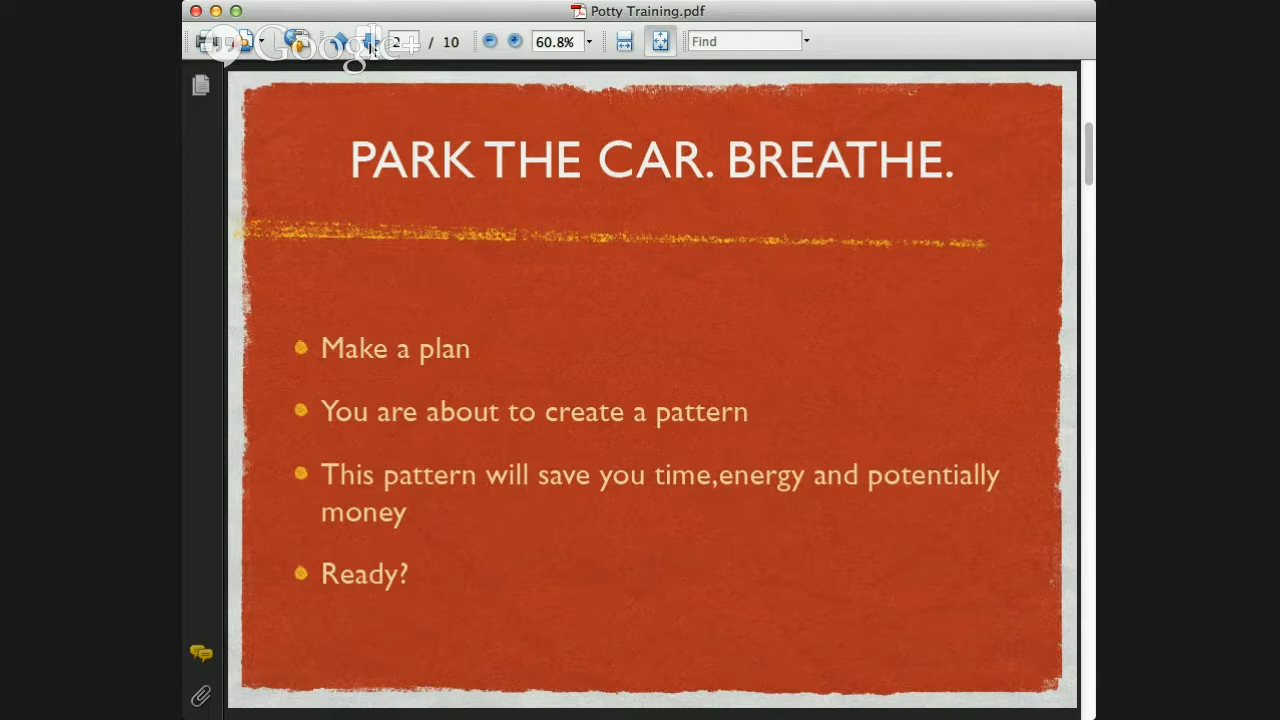 Potty Training.pdf
Google+
2 / 10
60.8%
Find
PARK THE CAR. BREATHE.
Make a plan
You are about to create a pattern
This pattern will save you time,energy and potentially
money
Ready?